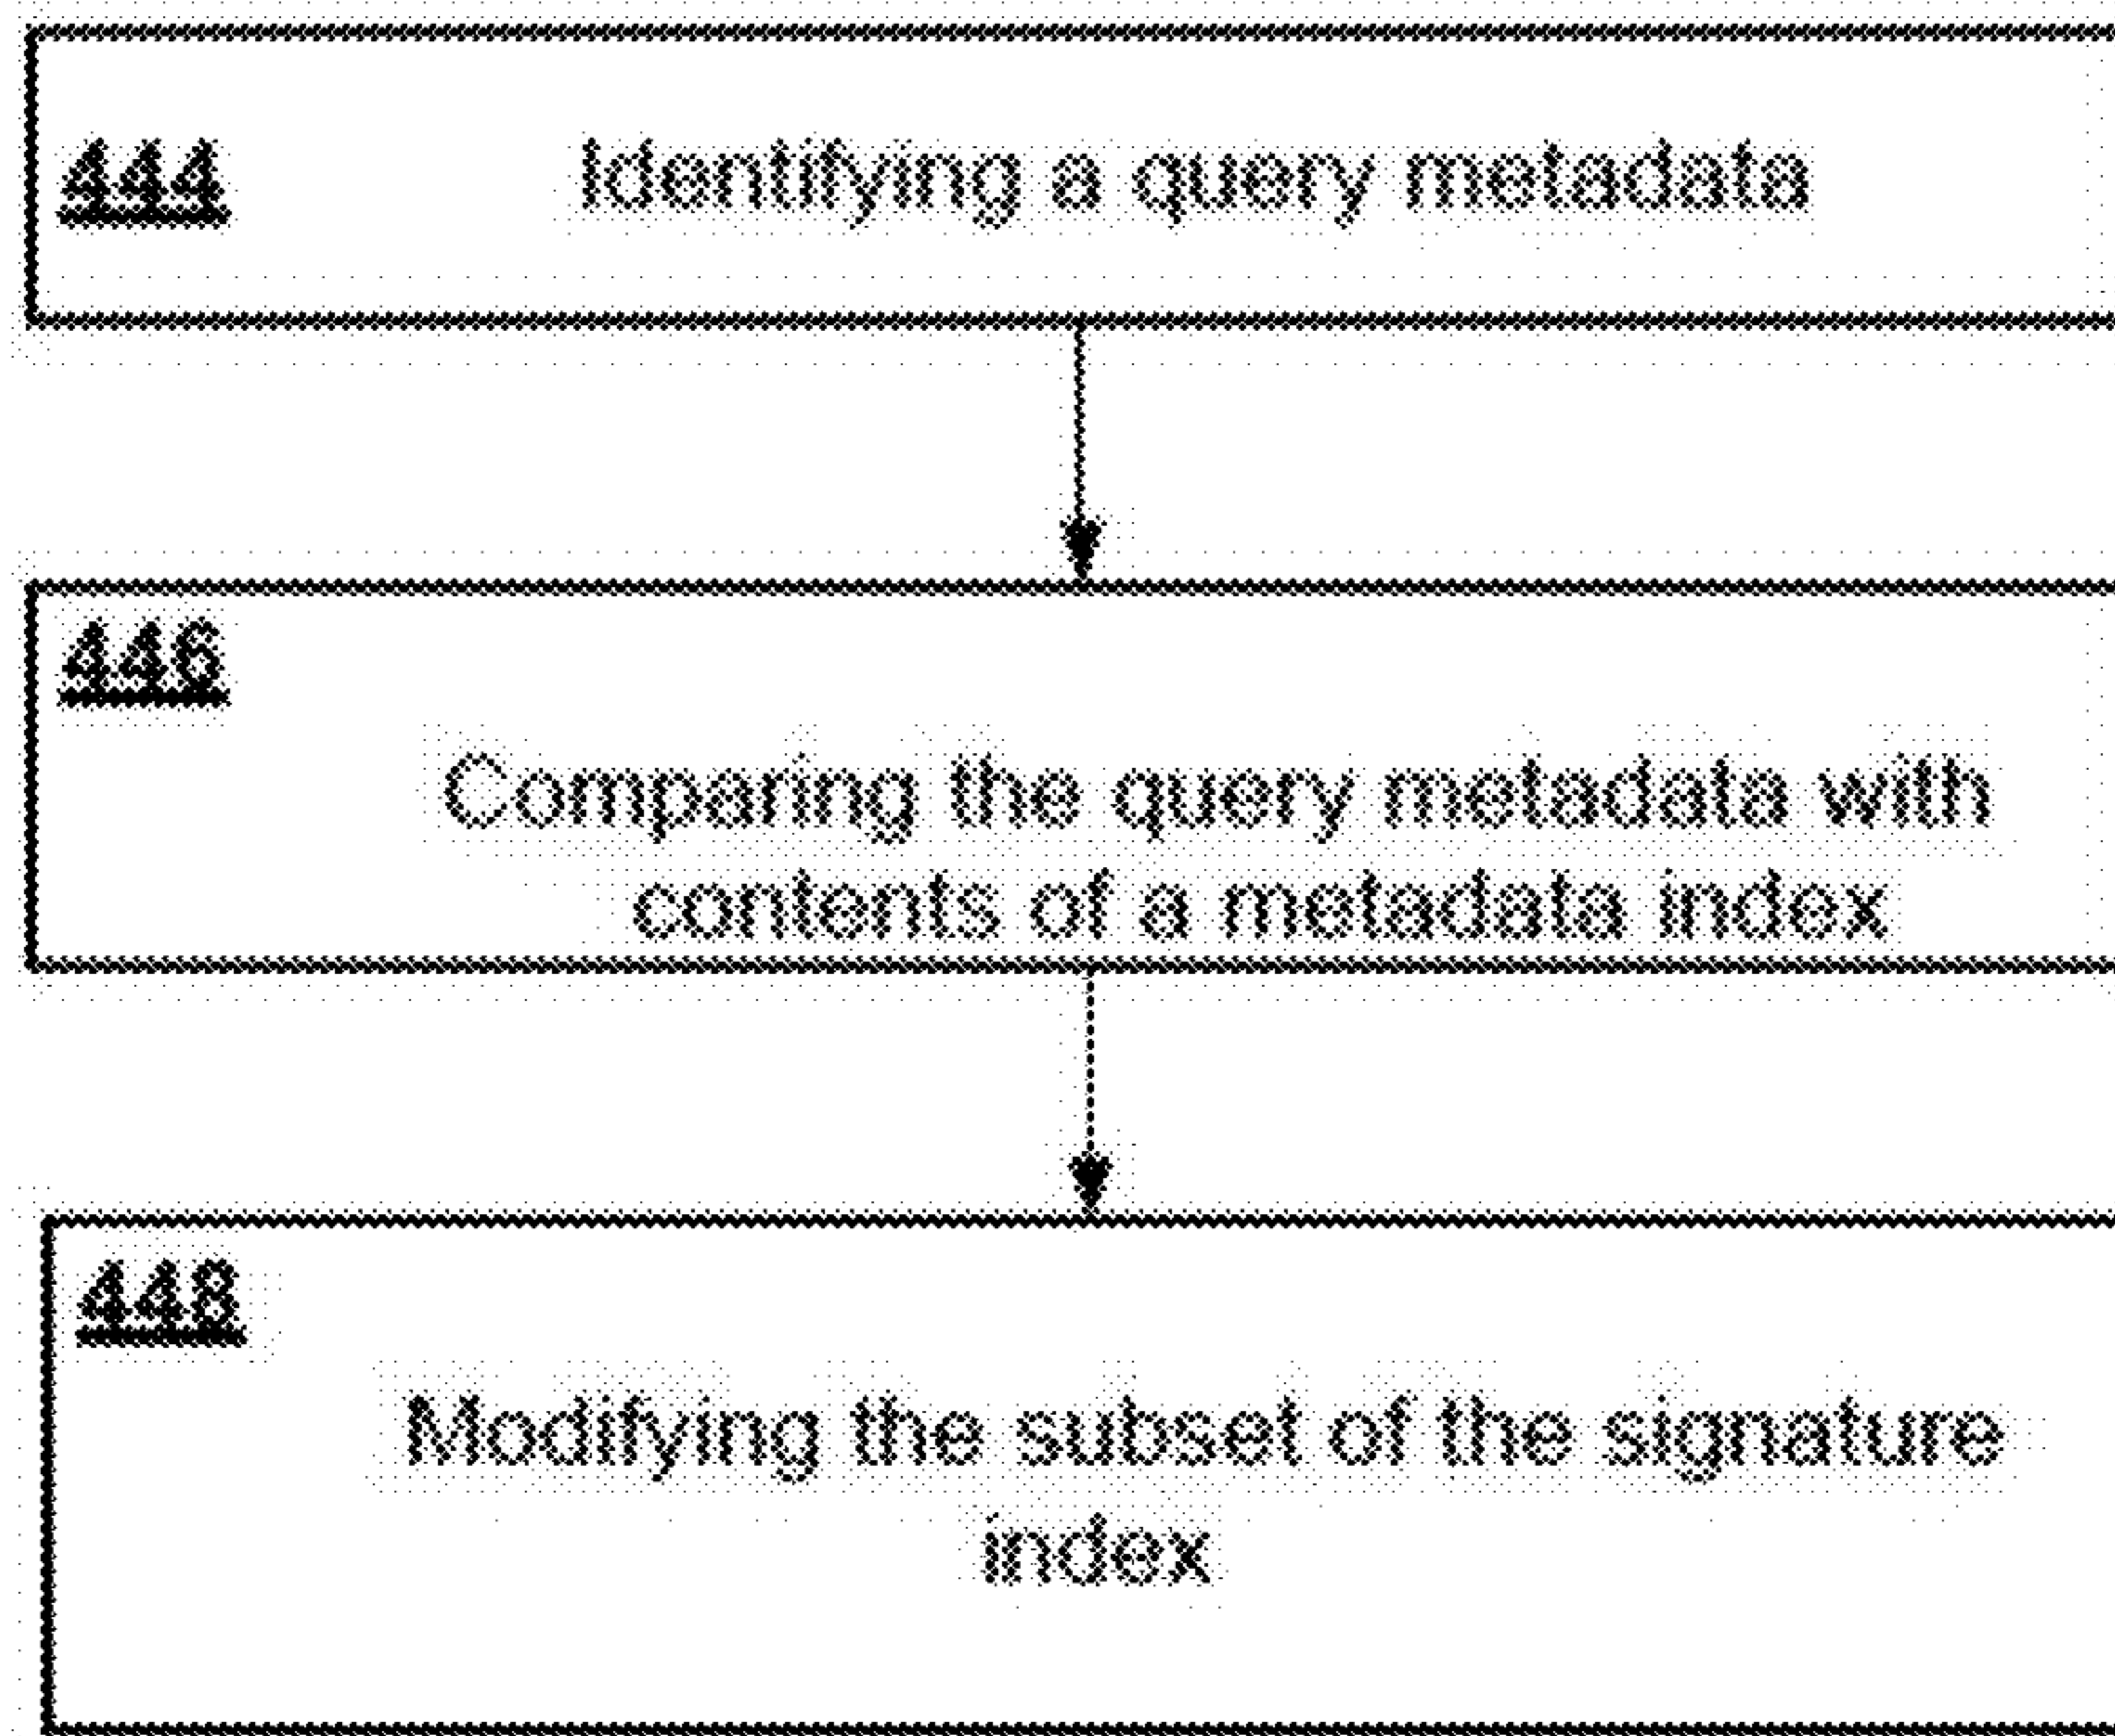 444 Identifying a query metadata
446
Comparing the query metadata with
contents of a metadata index
448
Modifying the subset of the signature
index